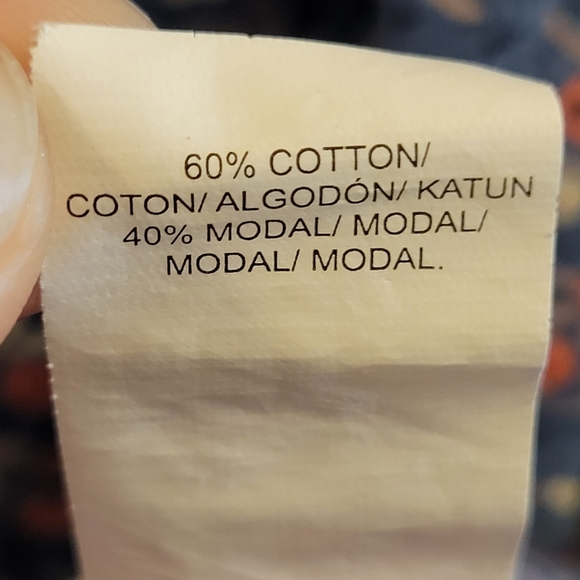 60% COTTON/
COTON/ ALGODÓN/ KATUN
40% MODAL/ MODAL/
MODAL/ MODAL.